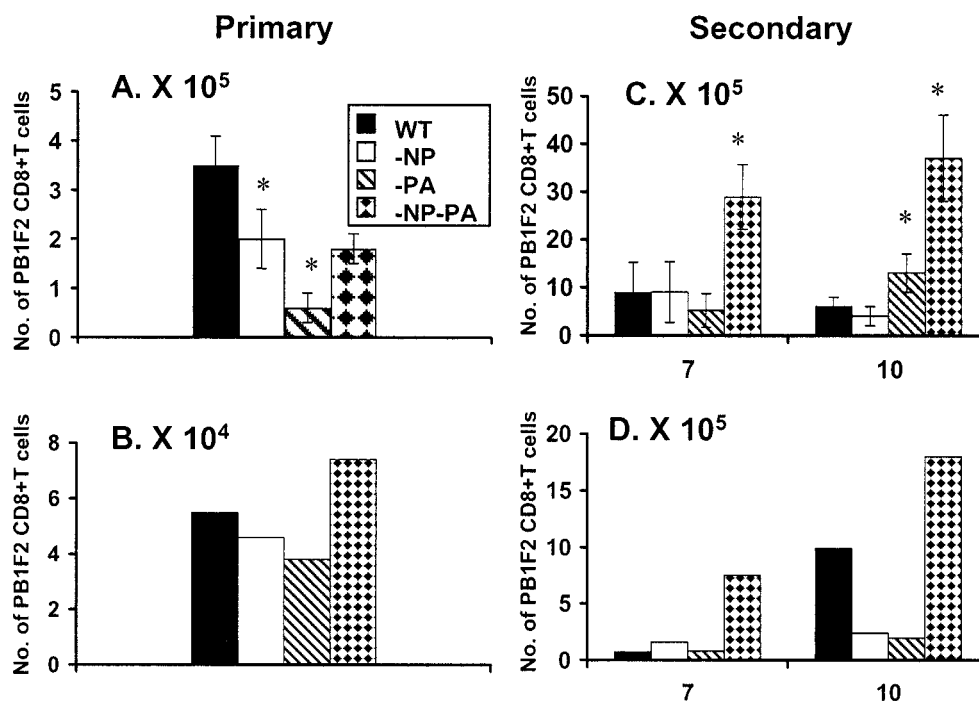 Primary
Secondary
A. X 10⁵
No. of PB1F2 CD8+T cells
5
4
3
2
1
0
*
*
WT
-NP
-PA
-NP-PA
C. X 10⁵
No. of PB1F2 CD8+T cells
50
40
30
20
10
0
*
*
*
7
10
B. X 10⁴
No. of PB1F2 CD8+T cells
8
6
4
2
0
D. X 10⁵
No. of PB1F2 CD8+T cells
20
15
10
5
0
7
10